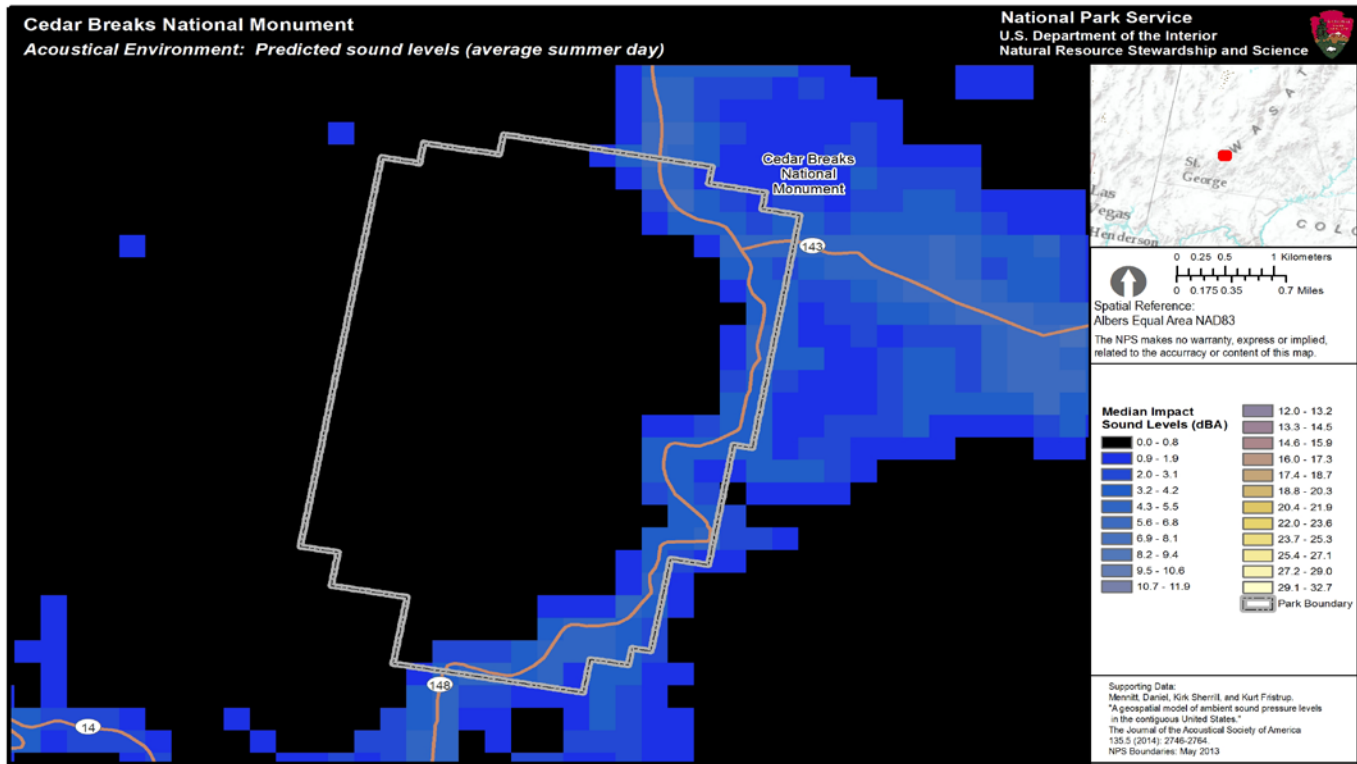 Cedar Breaks National Monument
Acoustical Environment: Predicted sound levels (average summer day)
National Park Service
U.S. Department of the Interior
Natural Resource Stewardship and Science
Cedar Breaks
National
Monument
143
148
14
WASAT
St.
George
Las
Vegas
Henderson
COLO
0 0.25 0.5 1 Kilometers
0 0.175 0.35 0.7 Miles
Spatial Reference:
Albers Equal Area NAD83
The NPS makes no warranty, express or implied,
related to the accurracy or content of this map.
Median Impact
Sound Levels (dBA)
0.0 - 0.8
0.9 - 1.9
2.0 - 3.1
3.2 - 4.2
4.3 - 5.5
5.6 - 6.8
6.9 - 8.1
8.2 - 9.4
9.5 - 10.6
10.7 - 11.9
12.0 - 13.2
13.3 - 14.5
14.6 - 15.9
16.0 - 17.3
17.4 - 18.7
18.8 - 20.3
20.4 - 21.9
22.0 - 23.6
23.7 - 25.3
25.4 - 27.1
27.2 - 29.0
29.1 - 32.7
Park Boundary
Supporting Data:
Mennitt, Daniel, Kirk Sherrill, and Kurt Fristrup.
"A geospatial model of ambient sound pressure levels
in the contiguous United States."
The Journal of the Acoustical Society of America
135.5 (2014): 2746-2764.
NPS Boundaries: May 2013